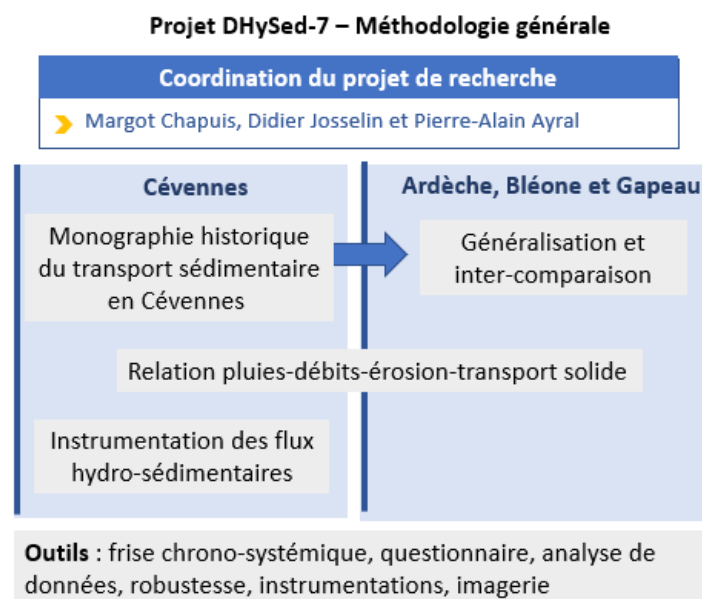 Projet DHySed-7 – Méthodologie générale
Coordination du projet de recherche
Margot Chapuis, Didier Josselin et Pierre-Alain Ayral
Cévennes
Monographie historique
du transport sédimentaire
en Cévennes
Ardèche, Bléone et Gapeau
Généralisation et
inter-comparaison
Relation pluies-débits-érosion-transport solide
Instrumentation des flux
hydro-sédimentaires
Outils : frise chrono-systémique, questionnaire, analyse de
données, robustesse, instrumentations, imagerie